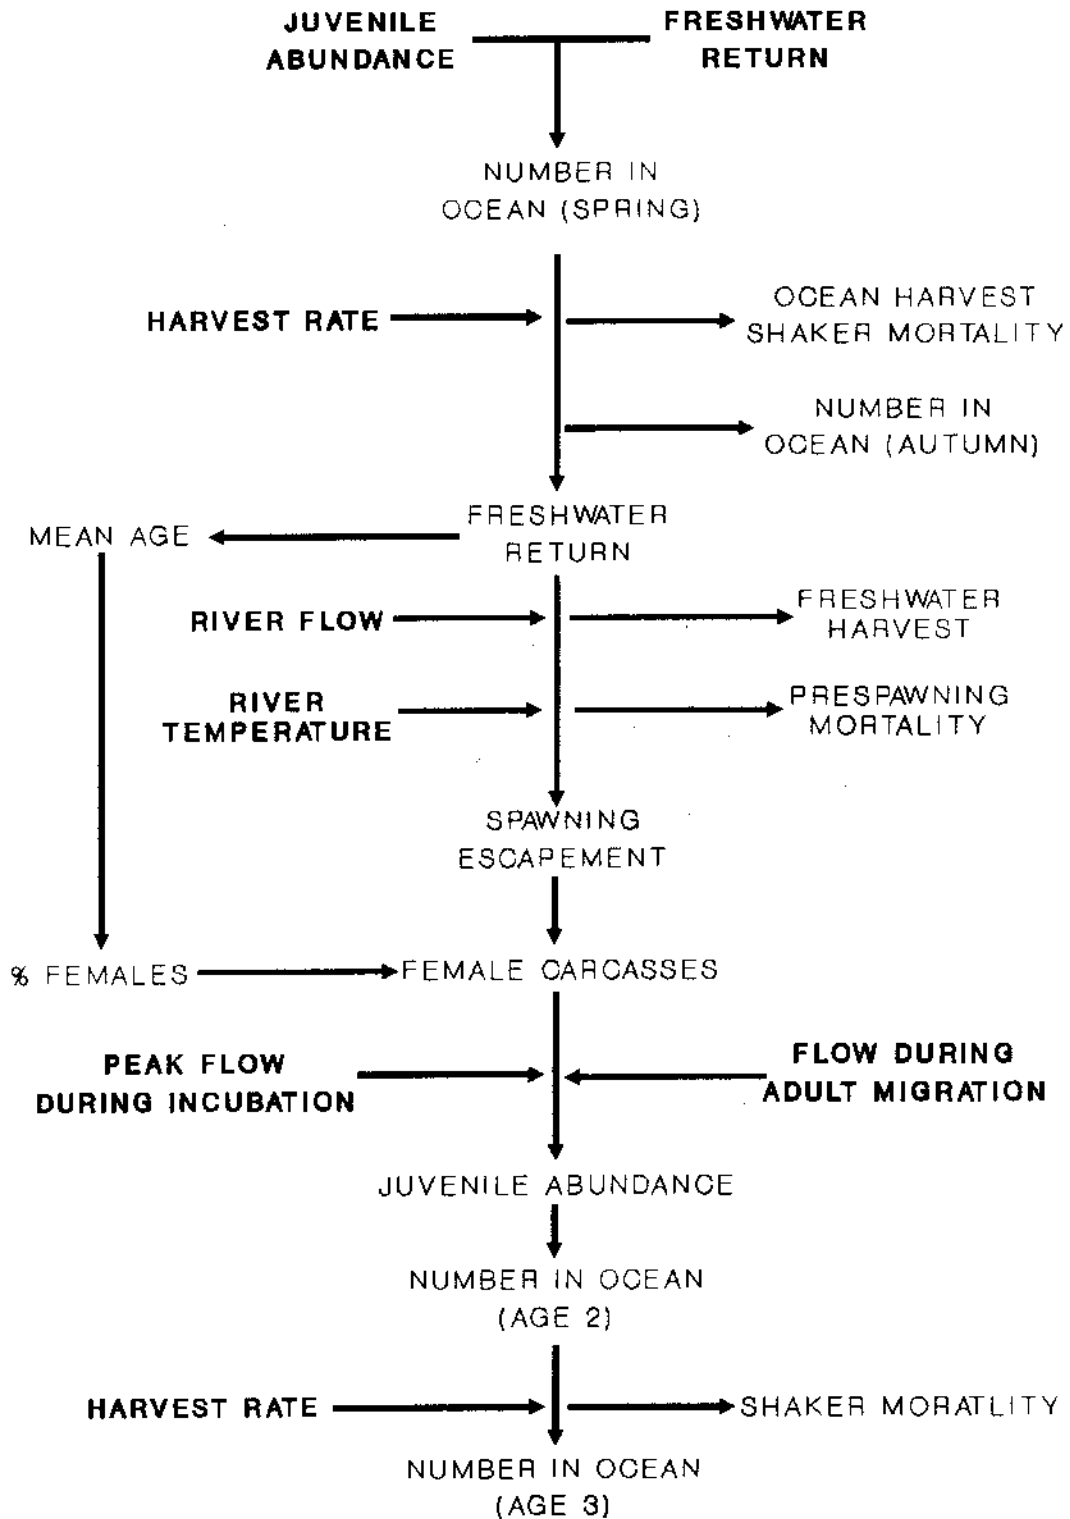 JUVENILE
ABUNDANCE
FRESHWATER
RETURN
NUMBER IN
OCEAN (SPRING)
HARVEST RATE
OCEAN HARVEST
SHAKER MORTALITY
NUMBER IN
OCEAN (AUTUMN)
MEAN AGE
FRESHWATER
RETURN
RIVER FLOW
FRESHWATER
HARVEST
RIVER
TEMPERATURE
PRESPAWNING
MORTALITY
SPAWNING
ESCAPEMENT
% FEMALES
FEMALE CARCASSES
PEAK FLOW
DURING INCUBATION
FLOW DURING
ADULT MIGRATION
JUVENILE ABUNDANCE
NUMBER IN OCEAN
(AGE 2)
HARVEST RATE
SHAKER MORATLITY
NUMBER IN OCEAN
(AGE 3)